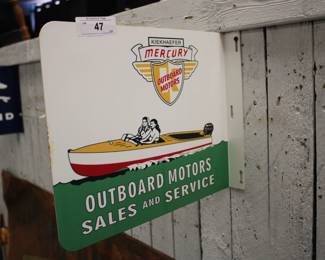 47
KIEKHAEFER
MERCURY
OUTBOARD
MOTORS
OUTBOARD MOTORS
SALES AND SERVICE